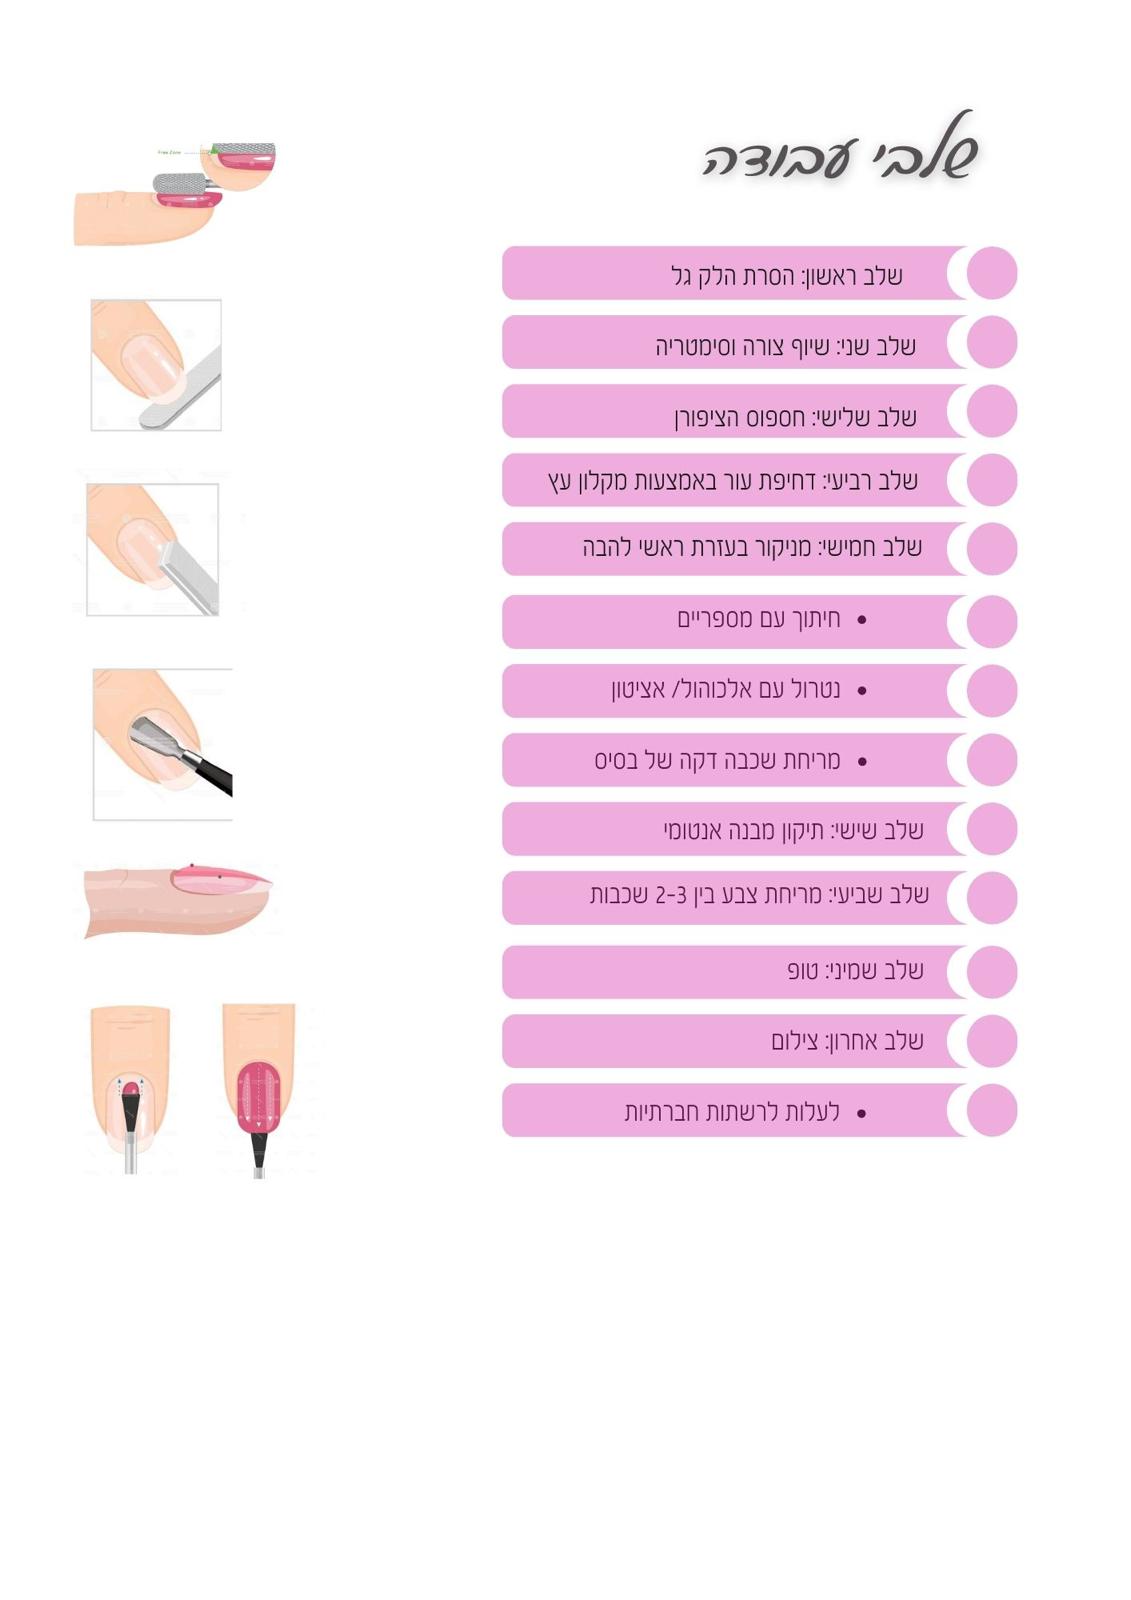 שלבי עבודה
Free Zone
שלב ראשון: הסרת הלק גל
שלב שני: שיוף צורה וסימטריה
שלב שלישי: חספוס הציפורן
שלב רביעי: דחיפת עור באמצעות מקלון עץ
שלב חמישי: מניקור בעזרת ראשי להבה
• חיתוך עם מספריים
• נטרול עם אלכוהול/ אציטון
• מריחת שכבה דקה של בסיס
שלב שישי: תיקון מבנה אנטומי
שלב שביעי: מריחת צבע בין 2-3 שכבות
שלב שמיני: טופ
שלב אחרון: צילום
• לעלות לרשתות חברתיות